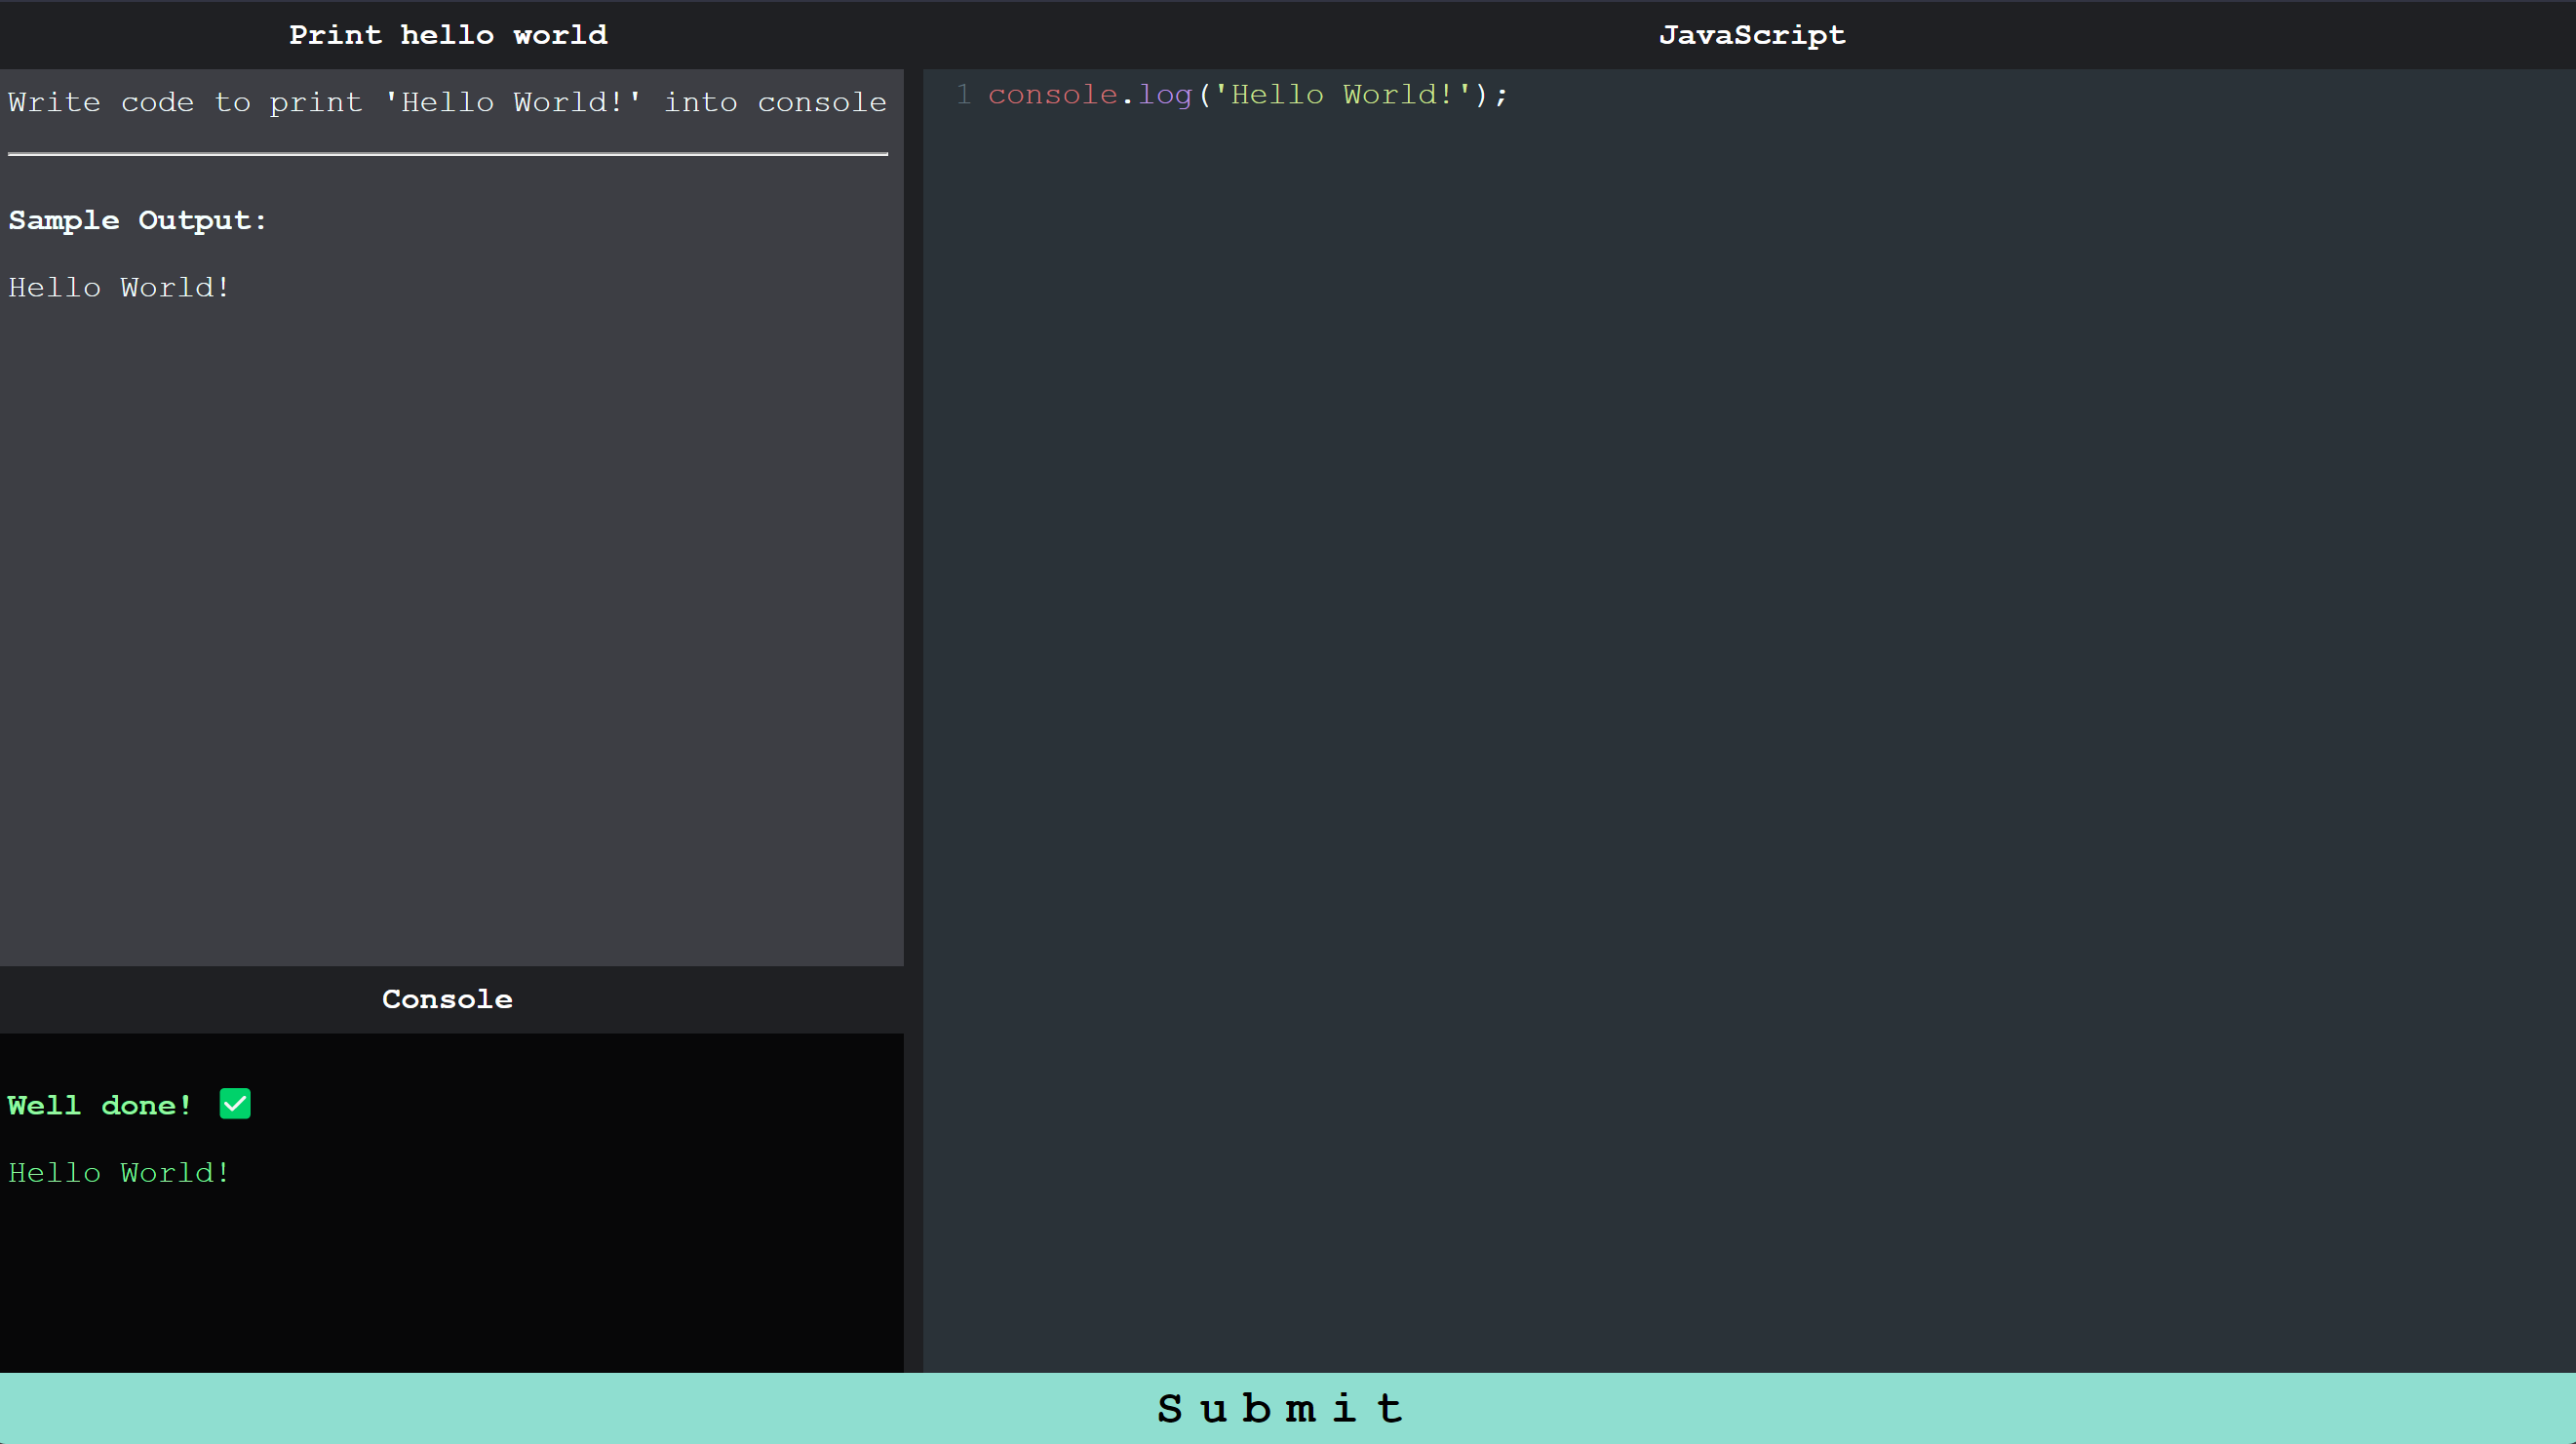 Print hello world
Write code to print 'Hello World!' into console
Sample Output:
Hello World!
Console
Well done! ✅
Hello World!
JavaScript
1 console.log('Hello World!');
Submit